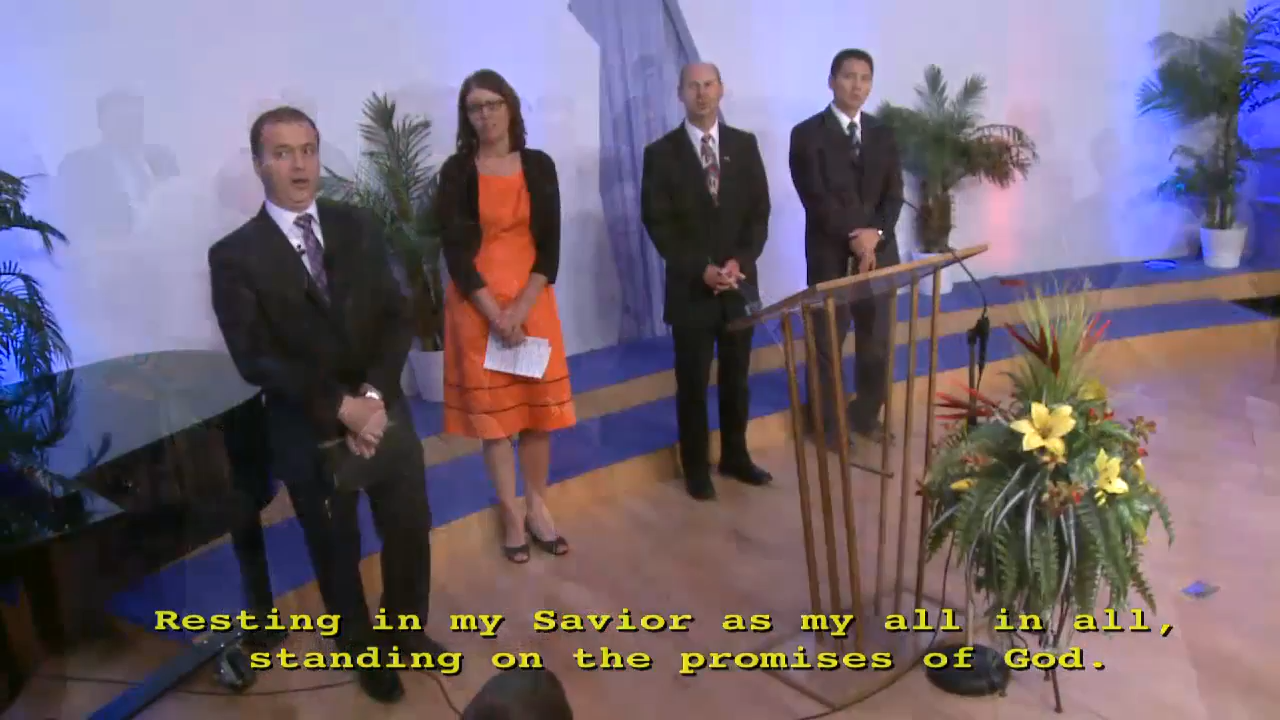 Resting in my Savior as my all in all,
standing on the promises of God.